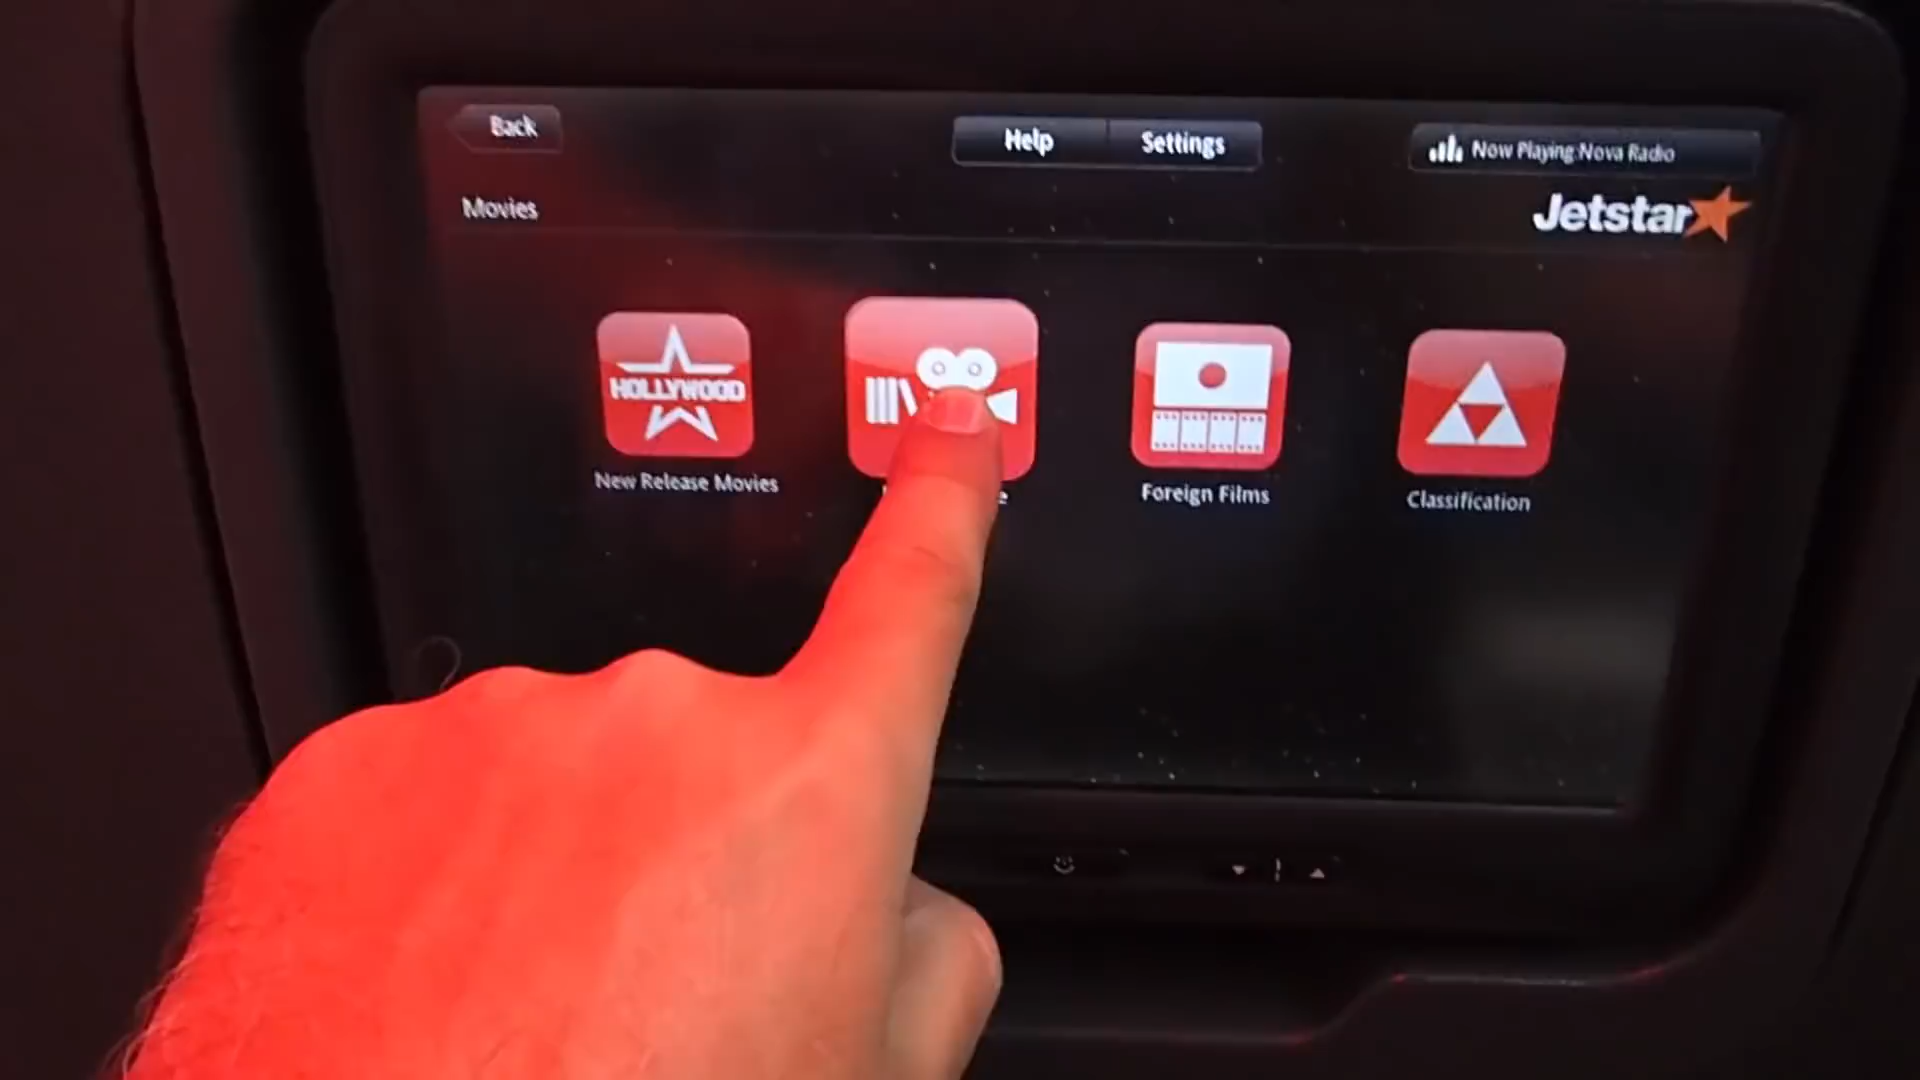 Back
Help
Settings
Now Playing:Nova Radio
Movies
Jetstar
HOLLYWOOD
New Release Movies
Foreign Films
Classification